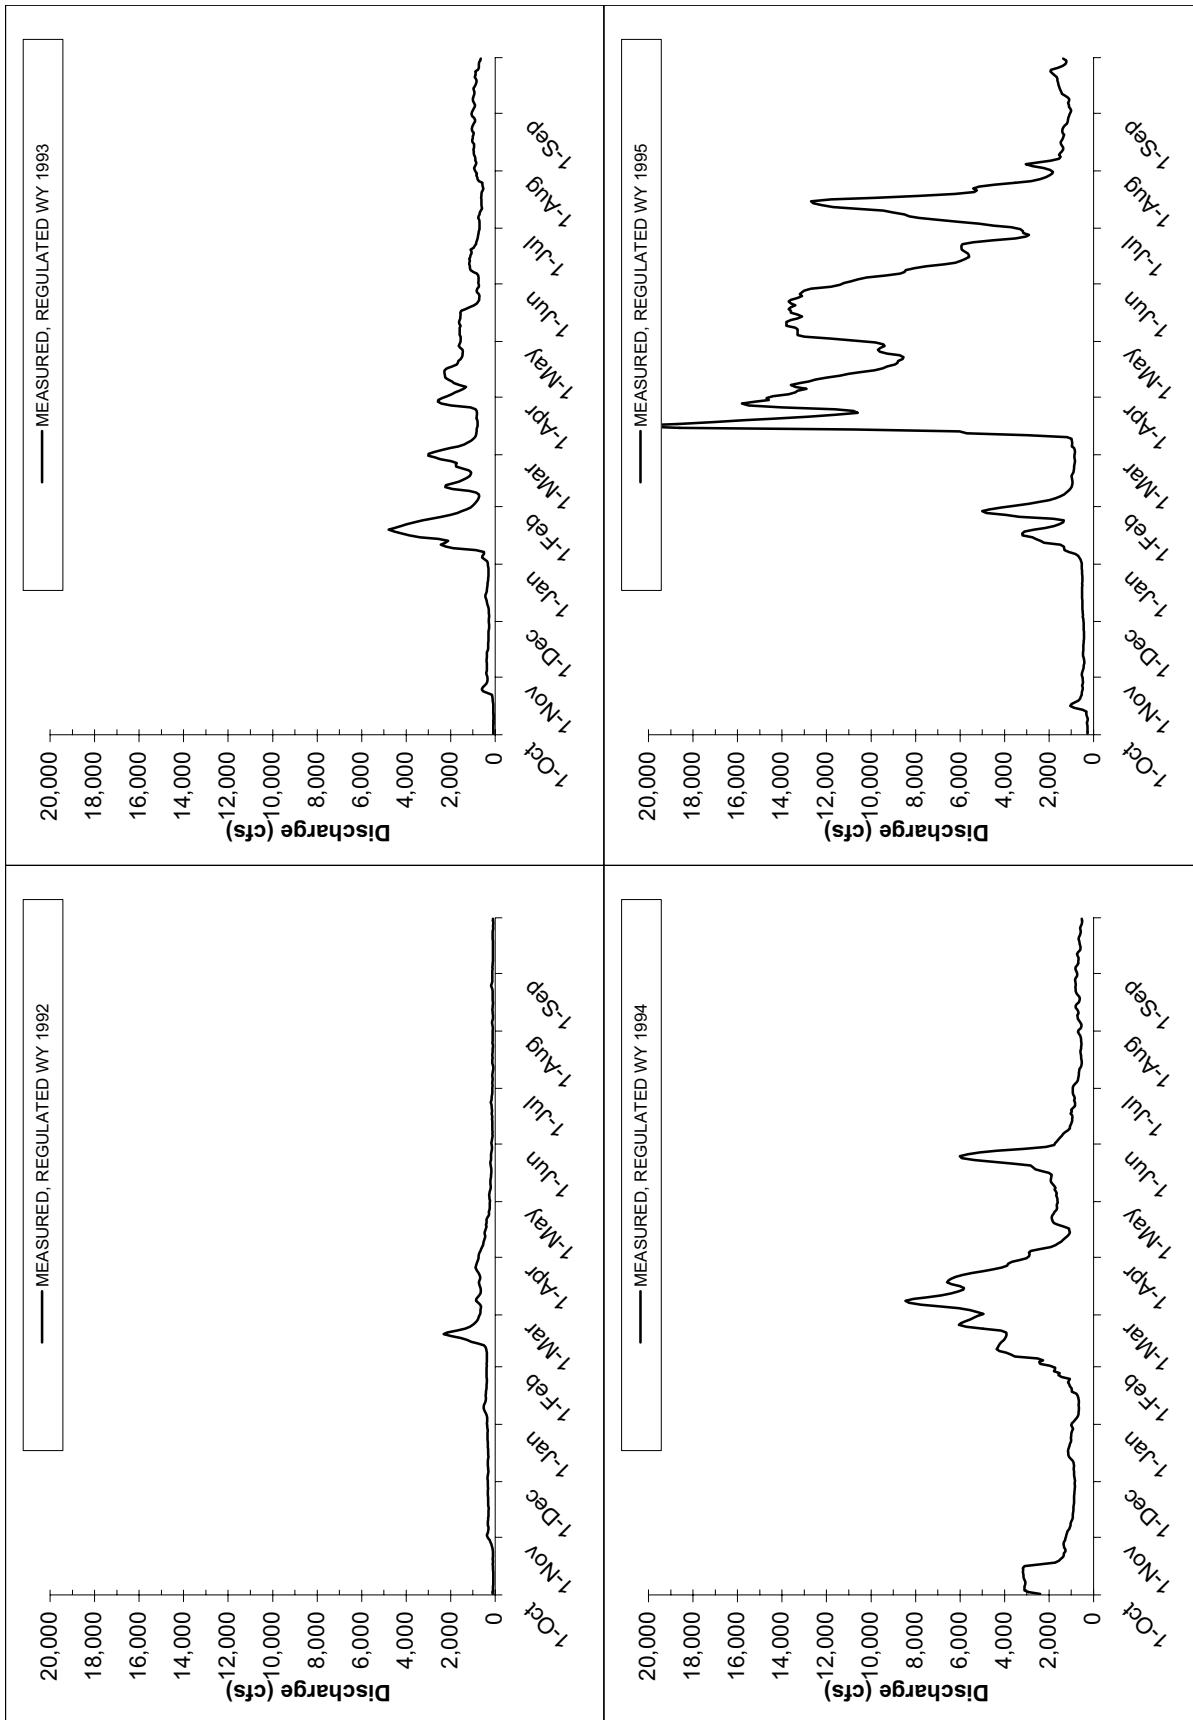 MEASURED, REGULATED WY 1992
20,000
18,000
16,000
14,000
12,000
10,000
8,000
6,000
4,000
2,000
0
Discharge (cfs)
1-Oct
1-Nov
1-Dec
1-Jan
1-Feb
1-Mar
1-Apr
1-May
1-Jun
1-Jul
1-Aug
1-Sep
MEASURED, REGULATED WY 1993
20,000
18,000
16,000
14,000
12,000
10,000
8,000
6,000
4,000
2,000
0
Discharge (cfs)
1-Oct
1-Nov
1-Dec
1-Jan
1-Feb
1-Mar
1-Apr
1-May
1-Jun
1-Jul
1-Aug
1-Sep
MEASURED, REGULATED WY 1994
20,000
18,000
16,000
14,000
12,000
10,000
8,000
6,000
4,000
2,000
0
Discharge (cfs)
1-Oct
1-Nov
1-Dec
1-Jan
1-Feb
1-Mar
1-Apr
1-May
1-Jun
1-Jul
1-Aug
1-Sep
MEASURED, REGULATED WY 1995
20,000
18,000
16,000
14,000
12,000
10,000
8,000
6,000
4,000
2,000
0
Discharge (cfs)
1-Oct
1-Nov
1-Dec
1-Jan
1-Feb
1-Mar
1-Apr
1-May
1-Jun
1-Jul
1-Aug
1-Sep